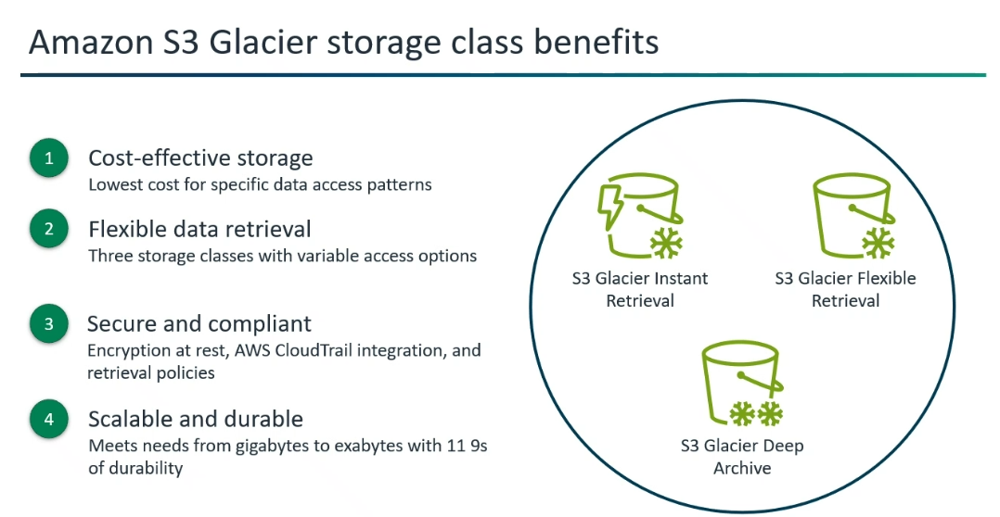 Amazon S3 Glacier storage class benefits
1
Cost-effective storage
Lowest cost for specific data access patterns
2
Flexible data retrieval
Three storage classes with variable access options
3
Secure and compliant
Encryption at rest, AWS CloudTrail integration, and
retrieval policies
4
Scalable and durable
Meets needs from gigabytes to exabytes with 11 9s
of durability
S3 Glacier Instant
Retrieval
S3 Glacier Flexible
Retrieval
S3 Glacier Deep
Archive